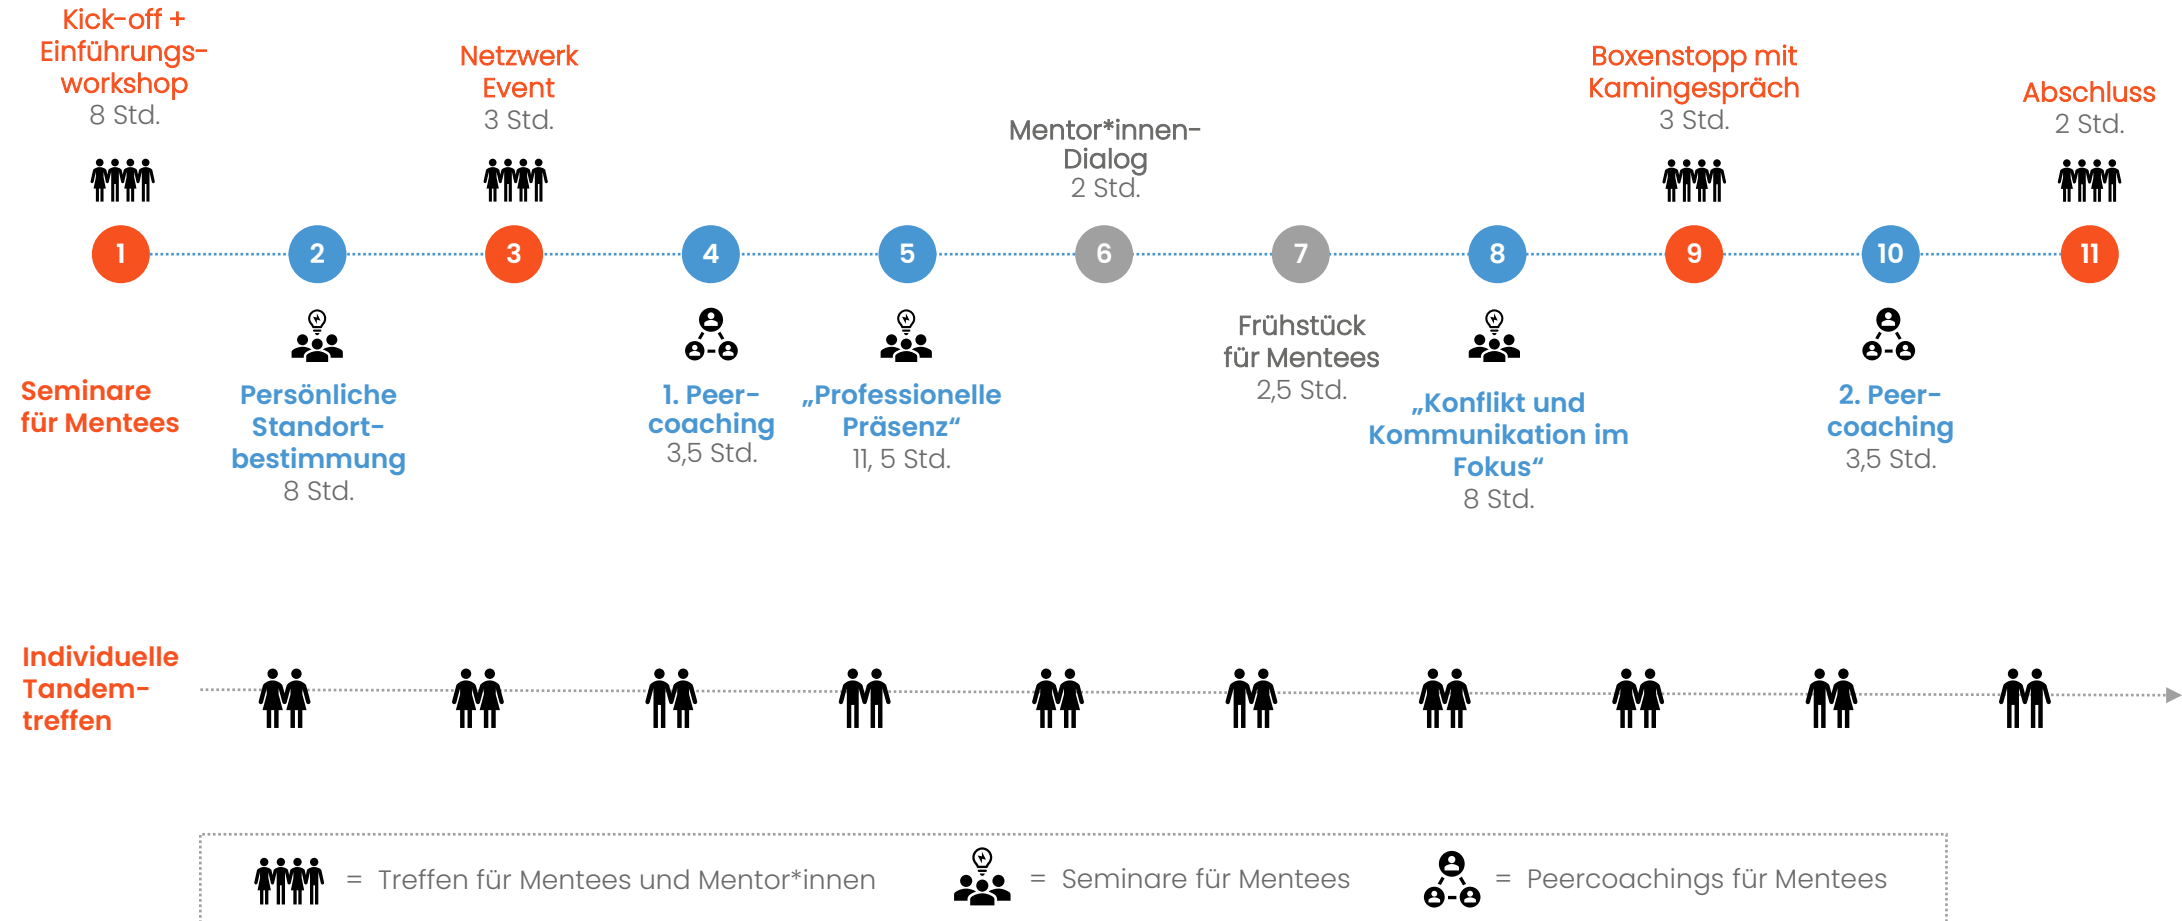 Kick-off +
Einführungs-
workshop
8 Std.
Netzwerk
Event
3 Std.
Mentor*innen-
Dialog
2 Std.
Boxenstopp mit
Kamingespräch
3 Std.
Abschluss
2 Std.
1 2 3 4 5 6 7 8 9 10 11
Seminare
für Mentees
Persönliche
Standort-
bestimmung
8 Std.
1. Peer-
coaching
3,5 Std.
„Professionelle
Präsenz“
11, 5 Std.
Frühstück
für Mentees
2,5 Std.
„Konflikt und
Kommunikation im
Fokus“
8 Std.
2. Peer-
coaching
3,5 Std.
Individuelle
Tandem-
treffen
= Treffen für Mentees und Mentor*innen
= Seminare für Mentees
= Peercoachings für Mentees